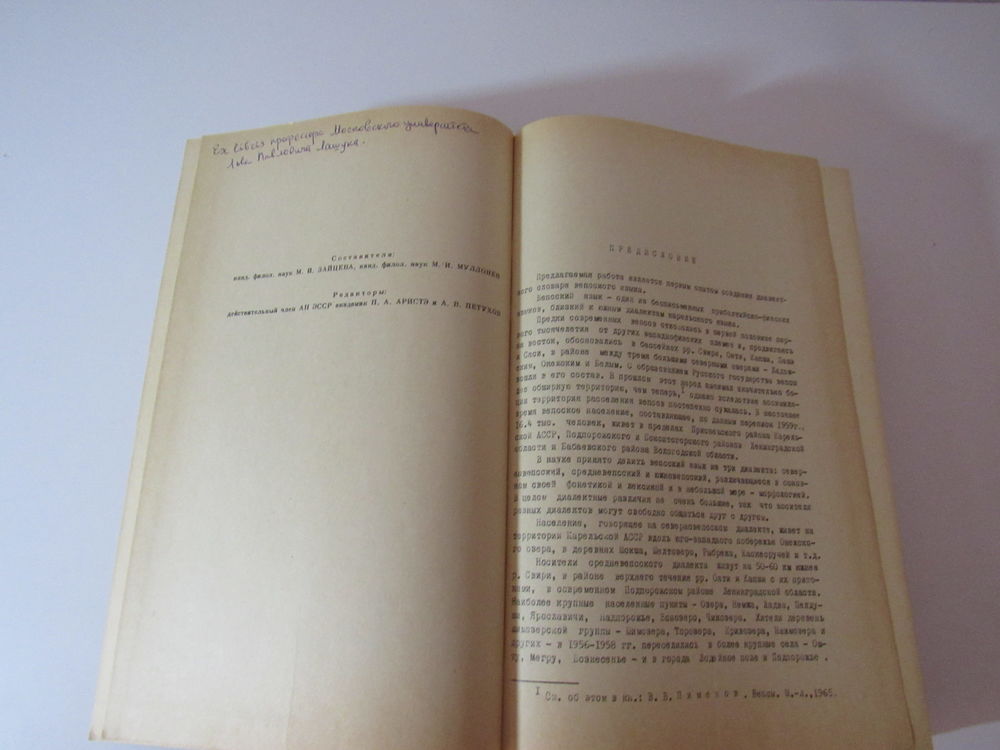 Ex libris профессора Московского университета
Льва Павловича Лашука.
Составители:
канд. филол. наук М. И. ЗАЙЦЕВА, канд. филол. наук М. И. МУЛЛОНЕН
Редакторы:
действительный член АН ЭССР академик П. А. АРИСТЭ и А. В. ПЕТУХОВ
ПРЕДИСЛОВИЕ
Предлагаемая работа является первым опытом создания диалект-
ного словаря вепсского языка.
Вепсский язык - один из бесписьменных прибалтийско-финских
языков, близкий к южным диалектам карельского языка.
Предки современных вепсов откололись в первой половине пер-
вого тысячелетия от других западнофинских племен и, продвигаясь
на восток, обосновались в бассейнах рр. Свири, Ояти, Капши, Паши
и Сяси, в районе между тремя большими северными озерами - Ладож-
ским, Онежским и Белым. С образованием Русского государства вепсы
вошли в его состав. В прошлом этот народ занимал значительно бо-
лее обширную территорию, чем теперь,1 однако вследствие ассимиля-
ции территория расселения вепсов постепенно сужалась. В настоящее
время вепсское население, составляющее, по данным переписи 1959г.,
16.4 тыс. человек, живет в пределах Прионежского района Карель-
ской АССР, Подпорожского и Бокситогорского районов Ленинградской
области и Бабаевского района Вологодской области.
В науке принято делить вепсский язык на три диалекта: север-
новепсский, средневепсский и южновепсский, различающиеся в основ-
ном своей фонетикой и лексикой и в небольшой мере - морфологией.
В целом диалектные различия не очень большие, так что носители
разных диалектов могут свободно общаться друг с другом.
Население, говорящее на северновепсском диалекте, живет на
территории Карельской АССР вдоль юго-западного побережья Онежско-
го озера, в деревнях Шокша, Шелтозеро, Рыбрека, Каскесручей и т.д.
Носители средневепсского диалекта живут на 50-60 км южнее
р. Свири, в районе верхнего течения рр. Ояти и Капши с их прито-
ками, в современном Подпорожском районе Ленинградской области.
Наиболее крупные населенные пункты - Озера, Немжа, Ладва,
Ярославичи, Надпорожье, Бонозеро, Чикозеро. Жители деревень
шимозерской группы - Шимозера, Торозера, Кривозера, Нажмозера и
других - в 1956-1958 гг. переселились в более крупные села - Ош-
ту, Мегру, Вознесенье - и в города Лодейное поле и Подпорожье.
1 См. об этом в кн.: В. В. Пименов. Вепсы. М.-Л.,1965.